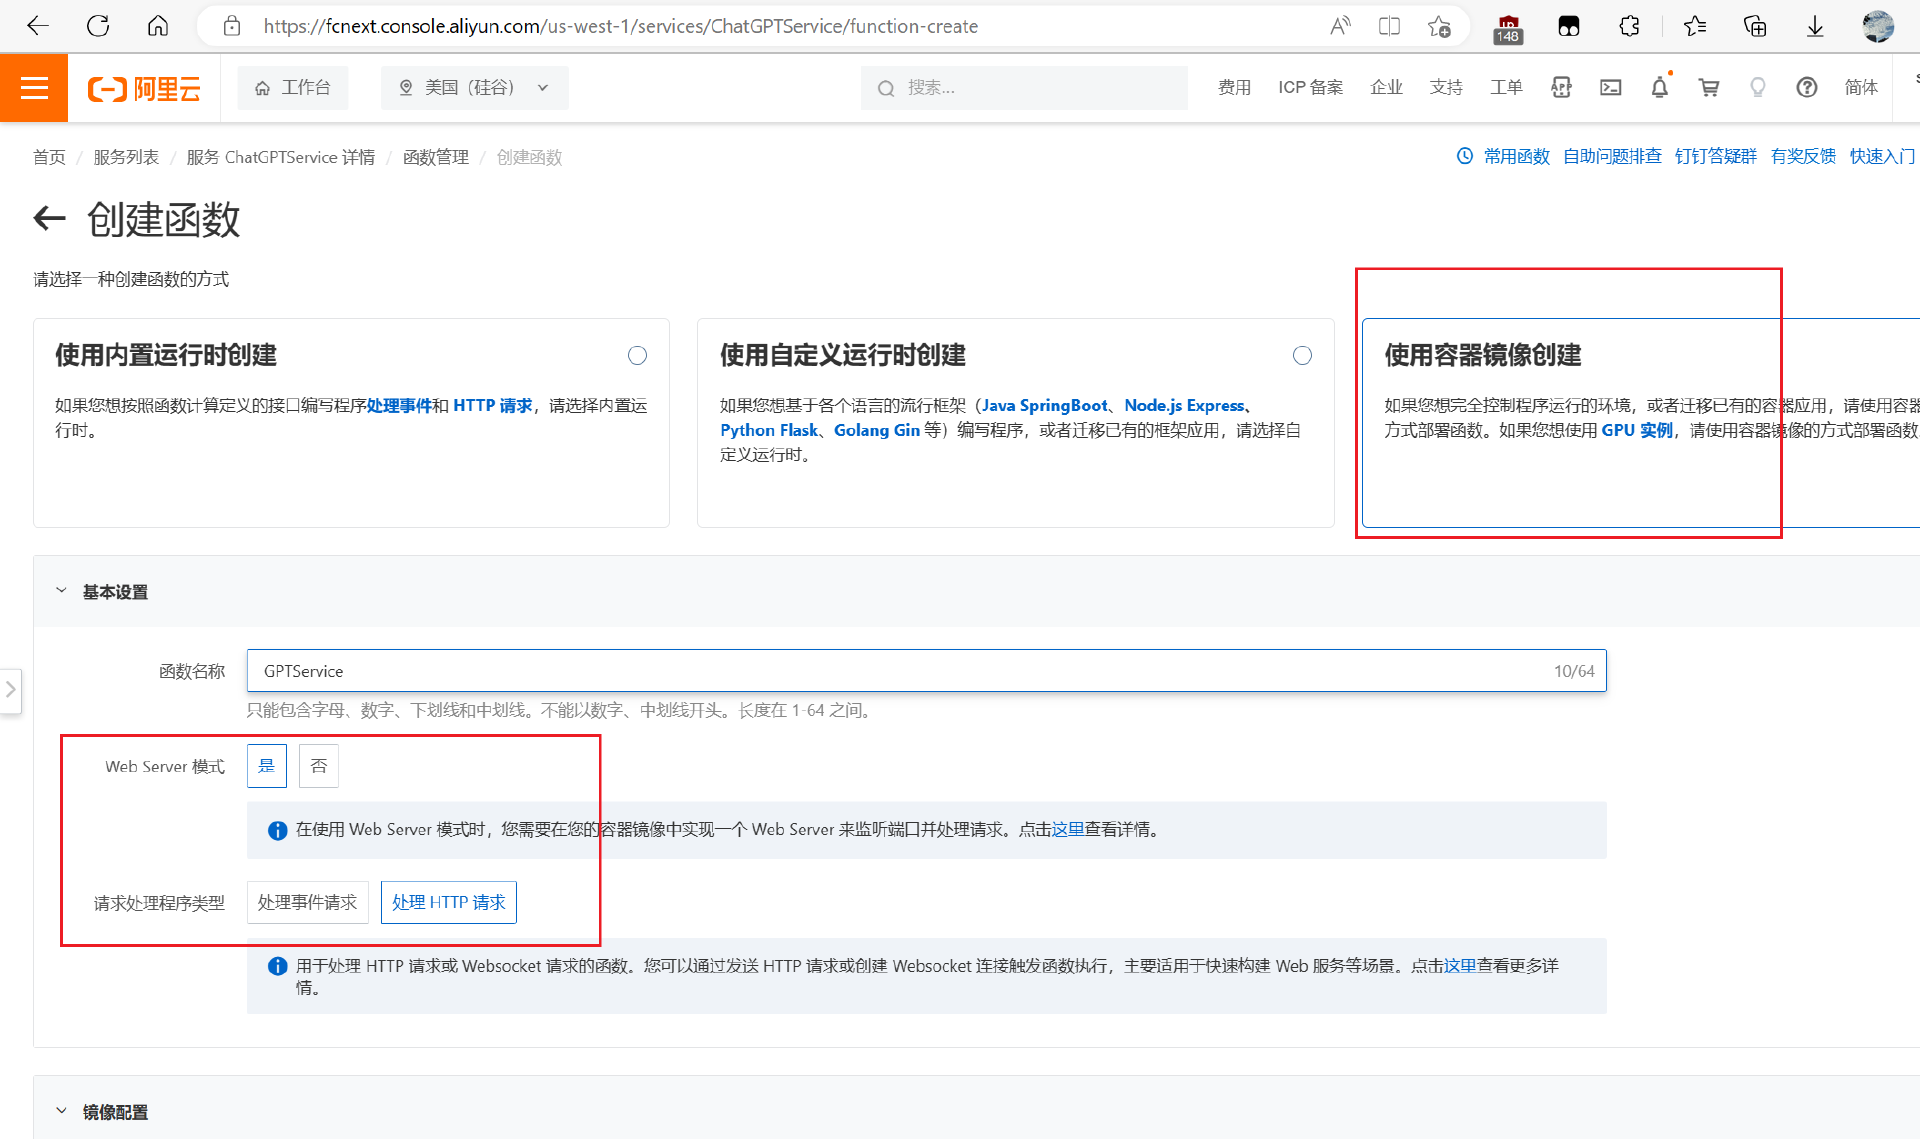 https://fcnext.console.aliyun.com/us-west-1/services/ChatGPTService/function-create
148
阿里云
工作台
美国（硅谷）
搜索...
费用
ICP 备案
企业
支持
工单
APP
简体
首页 / 服务列表 / 服务 ChatGPTService 详情 / 函数管理 / 创建函数
常用函数 自助问题排查 钉钉答疑群 有奖反馈 快速入门
创建函数
请选择一种创建函数的方式
使用内置运行时创建
如果您想按照函数计算定义的接口编写程序处理事件和 HTTP 请求，请选择内置运
行时。
使用自定义运行时创建
如果您想基于各个语言的流行框架（Java SpringBoot、Node.js Express、
Python Flask、Golang Gin 等）编写程序，或者迁移已有的框架应用，请选择自
定义运行时。
使用容器镜像创建
如果您想完全控制程序运行的环境，或者迁移已有的容器应用，请使用容器
方式部署函数。如果您想使用 GPU 实例，请使用容器镜像的方式部署函数
基本设置
函数名称
GPTService
10/64
只能包含字母、数字、下划线和中划线。不能以数字、中划线开头。长度在 1-64 之间。
Web Server 模式
是
否
在使用 Web Server 模式时，您需要在您的容器镜像中实现一个 Web Server 来监听端口并处理请求。点击这里查看详情。
请求处理程序类型
处理事件请求
处理 HTTP 请求
用于处理 HTTP 请求或 Websocket 请求的函数。您可以通过发送 HTTP 请求或创建 Websocket 连接触发函数执行，主要适用于快速构建 Web 服务等场景。点击这里查看更多详
情。
镜像配置